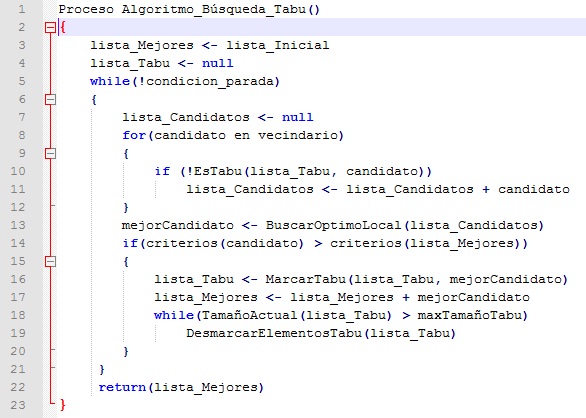 1 Proceso Algoritmo_Búsqueda_Tabu()
2 {
3 lista_Mejores <- lista_Inicial
4 lista_Tabu <- null
5 while(!condicion_parada)
6 {
7 lista_Candidatos <- null
8 for(candidato en vecindario)
9 {
10 if (!EsTabu(lista_Tabu, candidato))
11 lista_Candidatos <- lista_Candidatos + candidato
12 }
13 mejorCandidato <- BuscarOptimoLocal(lista_Candidatos)
14 if(criterios(candidato) > criterios(lista_Mejores))
15 {
16 lista_Tabu <- MarcarTabu(lista_Tabu, mejorCandidato)
17 lista_Mejores <- lista_Mejores + mejorCandidato
18 while(TamañoActual(lista_Tabu) > maxTamañoTabu)
19 DesmarcarElementosTabu(lista_Tabu)
20 }
21 }
22 return(lista_Mejores)
23 }